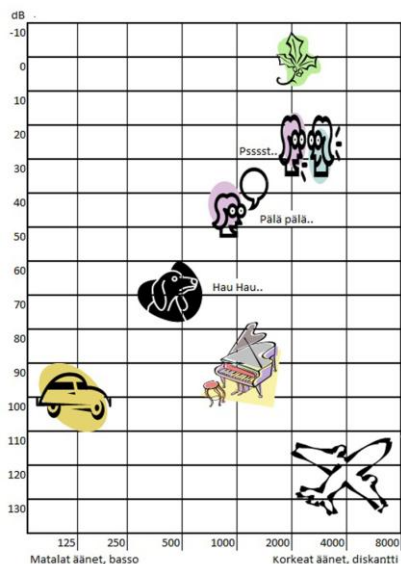 dB
-10
0
10
20
Psssst..
30
40
Pälä pälä..
50
60
Hau Hau..
70
80
90
100
110
120
130
125 250 500 1000 2000 4000 8000
Matalat äänet, basso Korkeat äänet, diskantti